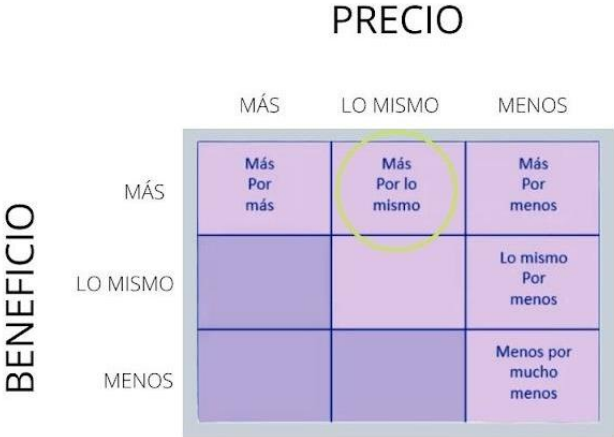 PRECIO
MÁS
LO MISMO
MENOS
BENEFICIO
MÁS
Más
Por
más
Más
Por lo
mismo
Más
Por
menos
LO MISMO
Lo mismo
Por
menos
MENOS
Menos por
mucho
menos